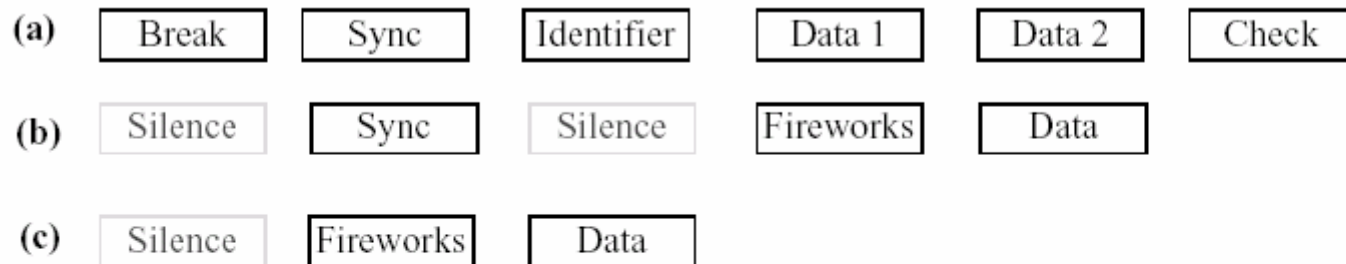 (a) Break Sync Identifier Data 1 Data 2 Check
(b) Silence Sync Silence Fireworks Data
(c) Silence Fireworks Data